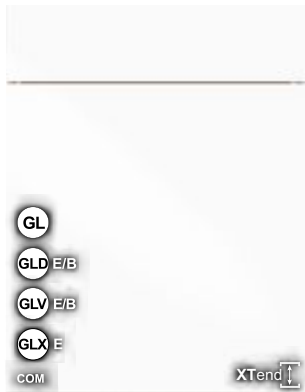 GL
GLD E/B
GLV E/B
GLX E
COM XTend